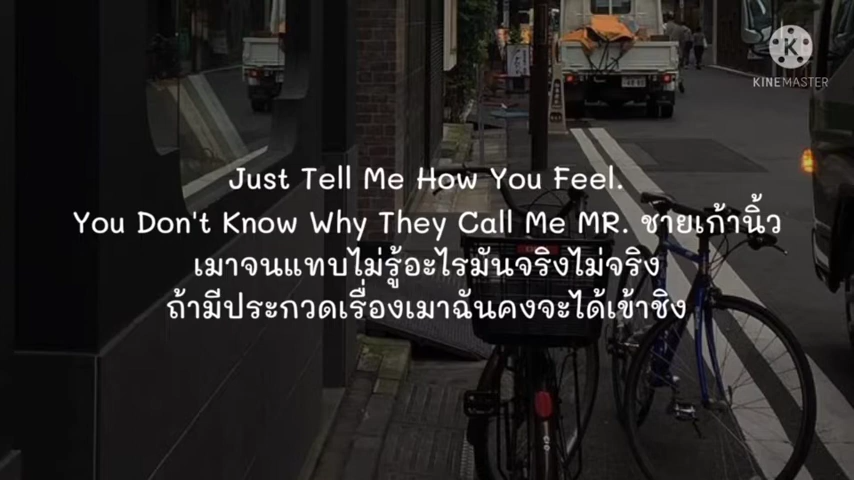 KINEMASTER
Just Tell Me How You Feel.
You Don't Know Why They Call Me MR. ชายเก้านิ้ว
เมาจนแทบไม่รู้อะไรมันจริงไม่จริง
ถ้ามีประกวดเรื่องเมาฉันคงจะได้เข้าชิง